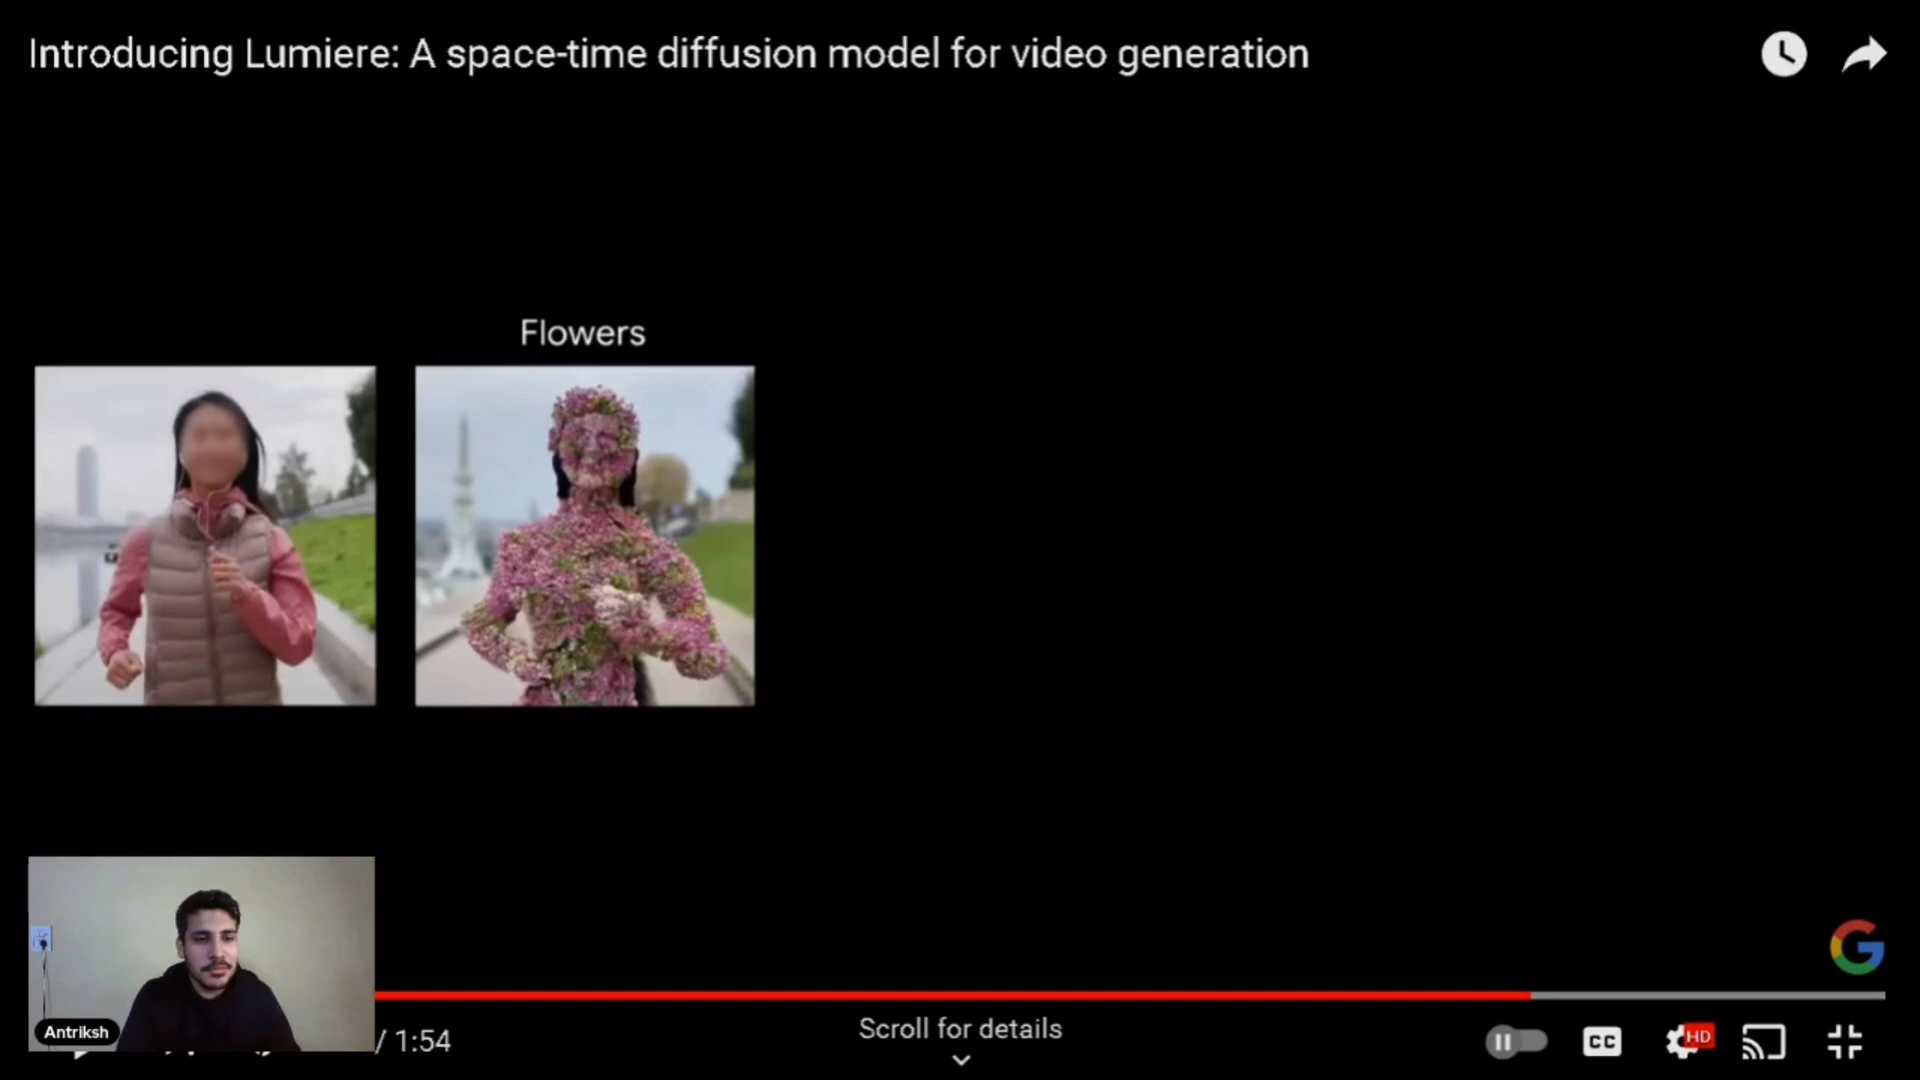 Introducing Lumiere: A space-time diffusion model for video generation
Flowers
Antriksh
/ 1:54
Scroll for details
CC
HD